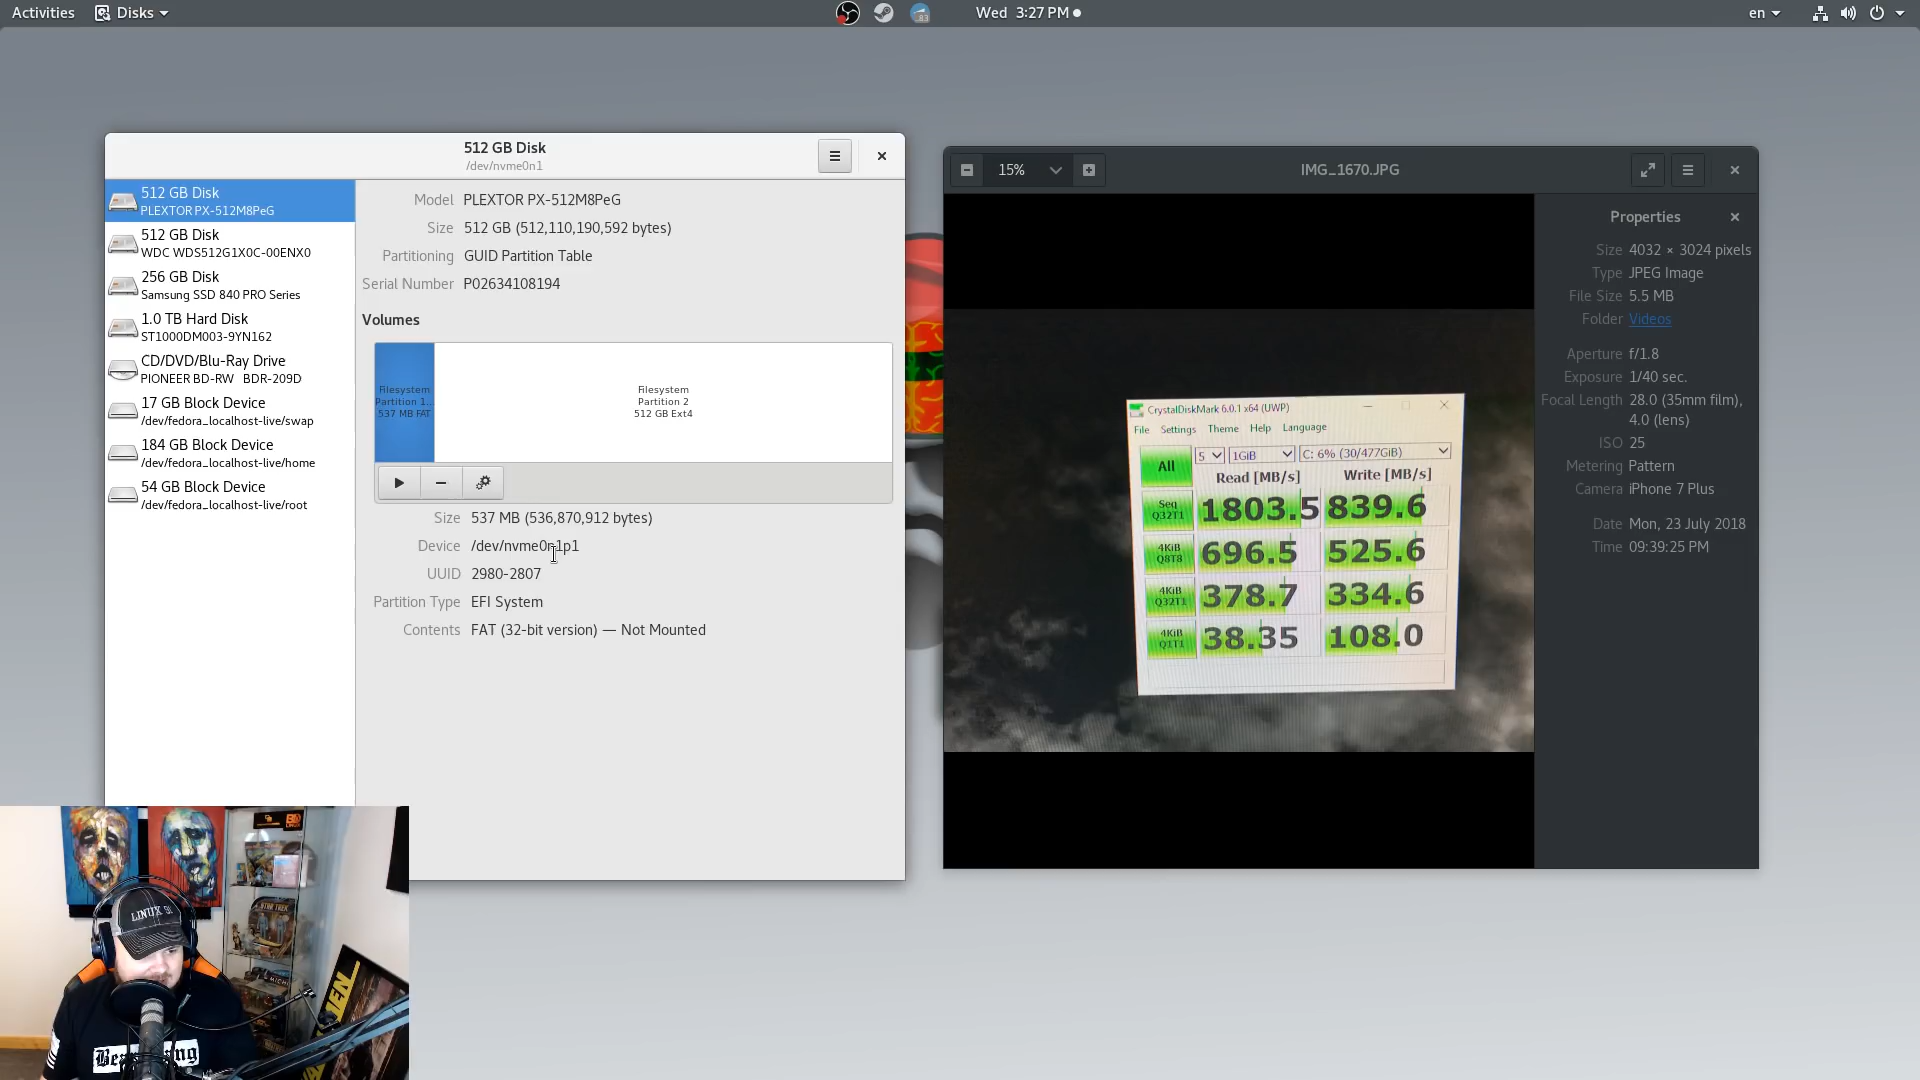 Activities
Disks
83
Wed 3:27 PM
en
512 GB Disk
/dev/nvme0n1
512 GB Disk
PLEXTOR PX-512M8PeG
512 GB Disk
WDC WDS512G1X0C-00ENX0
256 GB Disk
Samsung SSD 840 PRO Series
1.0 TB Hard Disk
ST1000DM003-9YN162
CD/DVD/Blu-Ray Drive
PIONEER BD-RW BDR-209D
17 GB Block Device
/dev/fedora_localhost-live/swap
184 GB Block Device
/dev/fedora_localhost-live/home
54 GB Block Device
/dev/fedora_localhost-live/root
Model PLEXTOR PX-512M8PeG
Size 512 GB (512,110,190,592 bytes)
Partitioning GUID Partition Table
Serial Number P02634108194
Volumes
Filesystem
Partition 1...
537 MB FAT
Filesystem
Partition 2
512 GB Ext4
Size 537 MB (536,870,912 bytes)
Device /dev/nvme0n1p1
UUID 2980-2807
Partition Type EFI System
Contents FAT (32-bit version) — Not Mounted
15%
IMG_1670.JPG
CrystalDiskMark 6.0.1 x64 (UWP)
File Settings Theme Help Language
All 5 1GiB C: 6% (30/477GiB)
Read [MB/s] Write [MB/s]
Seq
Q32T1
1803.5 839.6
4KiB
Q8T8
696.5 525.6
4KiB
Q32T1
378.7 334.6
4KiB
Q1T1
38.35 108.0
Properties
Size 4032 × 3024 pixels
Type JPEG Image
File Size 5.5 MB
Folder Videos
Aperture f/1.8
Exposure 1/40 sec.
Focal Length 28.0 (35mm film),
4.0 (lens)
ISO 25
Metering Pattern
Camera iPhone 7 Plus
Date Mon, 23 July 2018
Time 09:39:25 PM
STAR TREK
LINUX